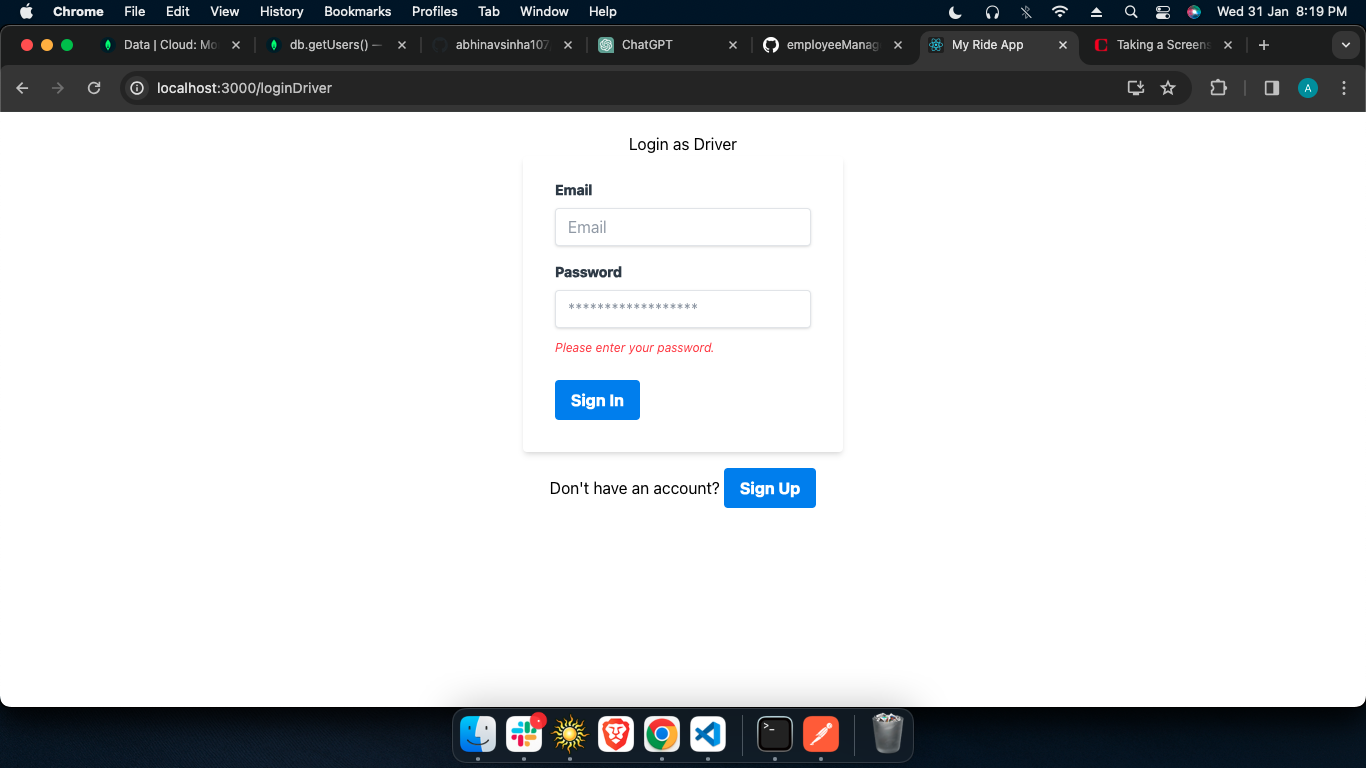 Chrome File Edit View History Bookmarks Profiles Tab Window Help Wed 31 Jan 8:19 PM
Data | Cloud: Mo db.getUsers() — abhinavsinha107 ChatGPT employeeManag My Ride App Taking a Screens
localhost:3000/loginDriver A
Login as Driver
Email
Email
Password
******************
Please enter your password.
Sign In
Don't have an account? Sign Up
>_